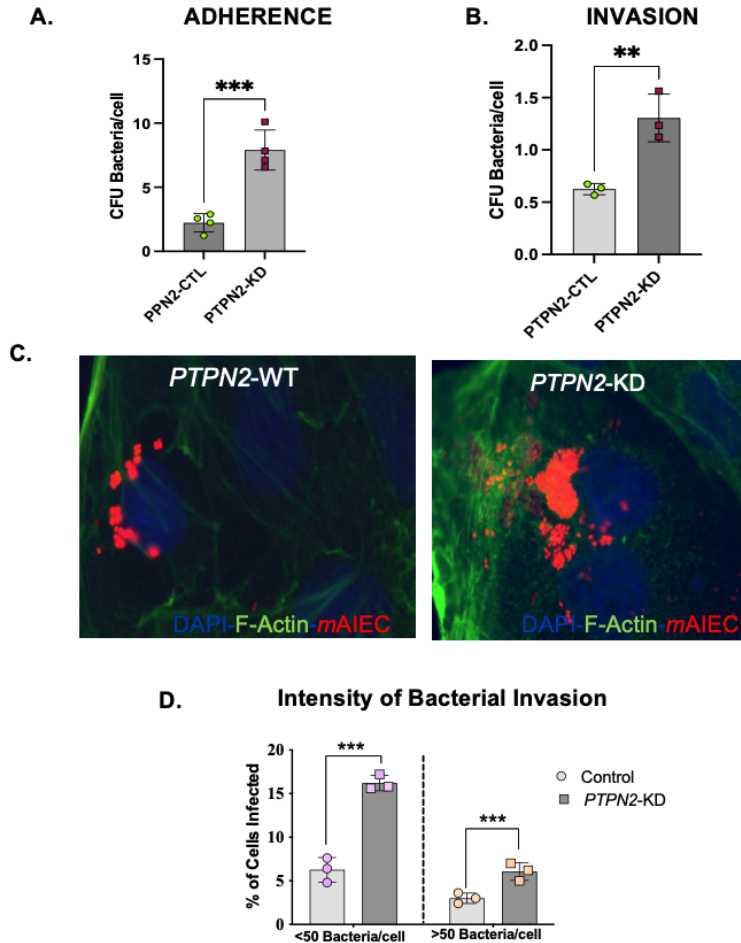 A.
ADHERENCE
CFU Bacteria/cell
15
10
5
0
***
PPN2-CTL
PTPN2-KD
B.
INVASION
CFU Bacteria/cell
2.0
1.5
1.0
0.5
0.0
**
PTPN2-CTL
PTPN2-KD
C.
PTPN2-WT
DAPI-F-Actin-mAIEC
PTPN2-KD
DAPI-F-Actin-mAIEC
D.
Intensity of Bacterial Invasion
% of Cells Infected
20
15
10
5
0
***
***
<50 Bacteria/cell
>50 Bacteria/cell
Control
PTPN2-KD